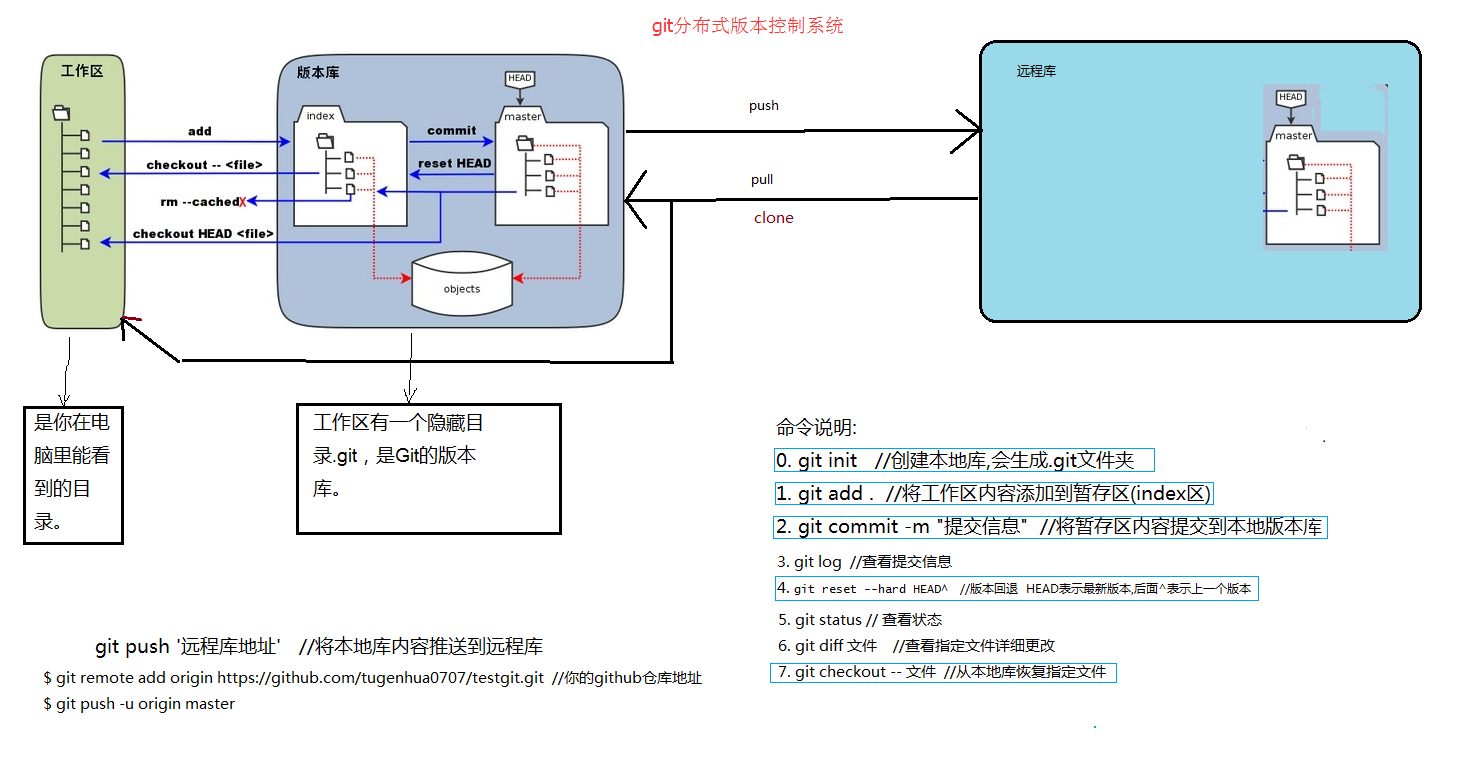 git分布式版本控制系统
工作区
版本库
HEAD
index
master
add
commit
checkout -- <file>
reset HEAD
rm --cachedX
checkout HEAD <file>
objects
push
pull
clone
远程库
HEAD
master
是你在电
脑里能看
到的目
录。
工作区有一个隐藏目
录.git，是Git的版本
库。
命令说明:
0. git init //创建本地库,会生成.git文件夹
1. git add . //将工作区内容添加到暂存区(index区)
2. git commit -m "提交信息" //将暂存区内容提交到本地版本库
3. git log //查看提交信息
4. git reset --hard HEAD^ //版本回退 HEAD表示最新版本,后面^表示上一个版本
5. git status // 查看状态
6. git diff 文件 //查看指定文件详细更改
7. git checkout -- 文件 //从本地库恢复指定文件
git push '远程库地址' //将本地库内容推送到远程库
$ git remote add origin https://github.com/tugenhua0707/testgit.git //你的github仓库地址
$ git push -u origin master